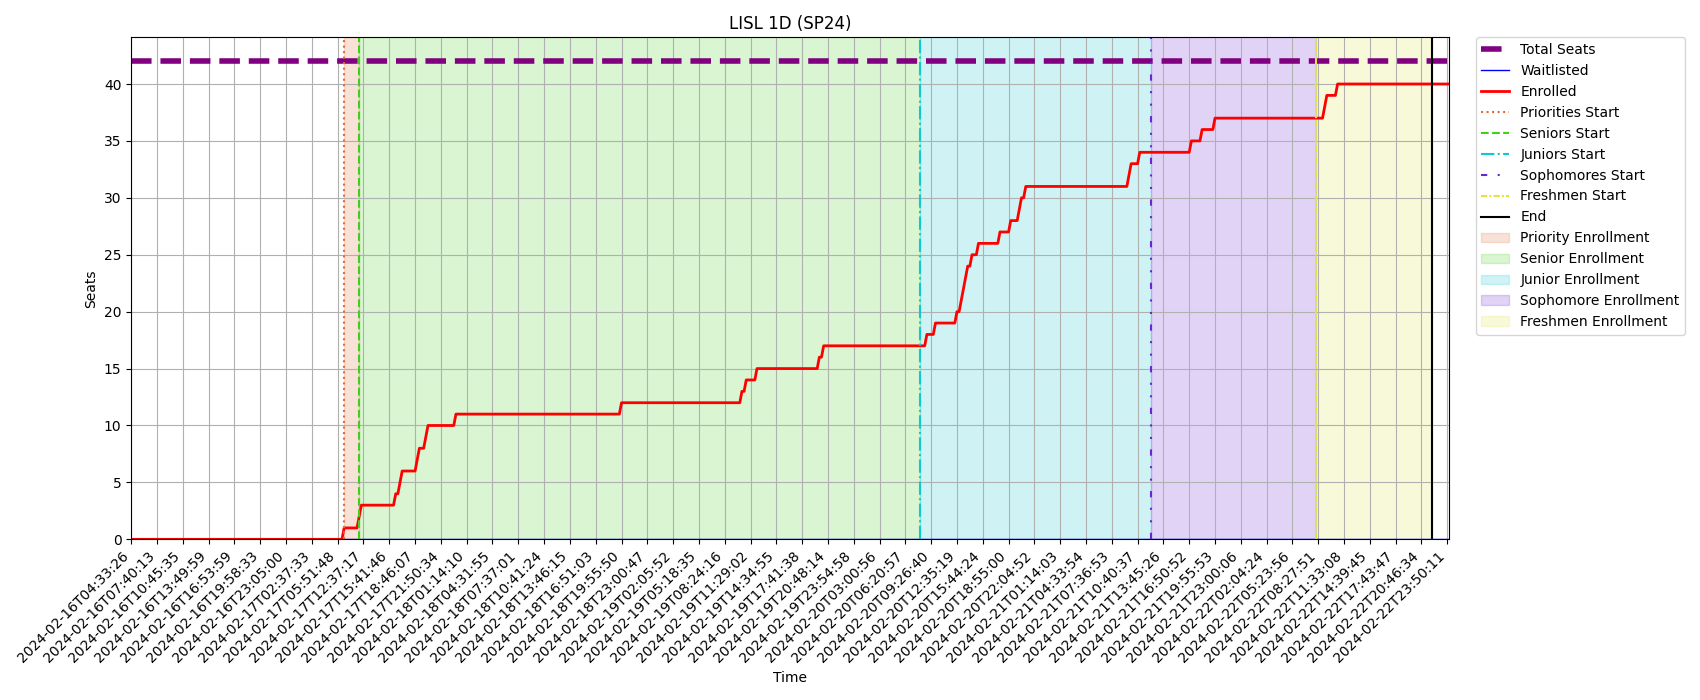 LISL 1D (SP24)
Seats
40
35
30
25
20
15
10
5
0
2024-02-16T04:33:26
2024-02-16T07:40:13
2024-02-16T10:45:35
2024-02-16T13:49:59
2024-02-16T16:53:59
2024-02-16T19:58:33
2024-02-16T23:05:00
2024-02-17T02:37:33
2024-02-17T05:51:48
2024-02-17T12:37:17
2024-02-17T15:41:46
2024-02-17T18:46:07
2024-02-17T21:50:34
2024-02-18T01:14:10
2024-02-18T04:31:55
2024-02-18T07:37:01
2024-02-18T10:41:24
2024-02-18T13:46:15
2024-02-18T16:51:03
2024-02-18T19:55:50
2024-02-18T23:00:47
2024-02-19T02:05:52
2024-02-19T05:18:35
2024-02-19T08:24:16
2024-02-19T11:29:02
2024-02-19T14:34:55
2024-02-19T17:41:38
2024-02-19T20:48:14
2024-02-19T23:54:58
2024-02-20T03:00:56
2024-02-20T06:20:57
2024-02-20T09:26:40
2024-02-20T12:35:19
2024-02-20T15:44:24
2024-02-20T18:55:00
2024-02-20T22:04:52
2024-02-21T01:14:03
2024-02-21T04:33:54
2024-02-21T07:36:53
2024-02-21T10:40:37
2024-02-21T13:45:26
2024-02-21T16:50:52
2024-02-21T19:55:53
2024-02-21T23:00:06
2024-02-22T02:04:24
2024-02-22T05:23:56
2024-02-22T08:27:51
2024-02-22T11:33:08
2024-02-22T14:39:45
2024-02-22T17:43:47
2024-02-22T20:46:34
2024-02-22T23:50:11
Time
Total Seats
Waitlisted
Enrolled
Priorities Start
Seniors Start
Juniors Start
Sophomores Start
Freshmen Start
End
Priority Enrollment
Senior Enrollment
Junior Enrollment
Sophomore Enrollment
Freshmen Enrollment